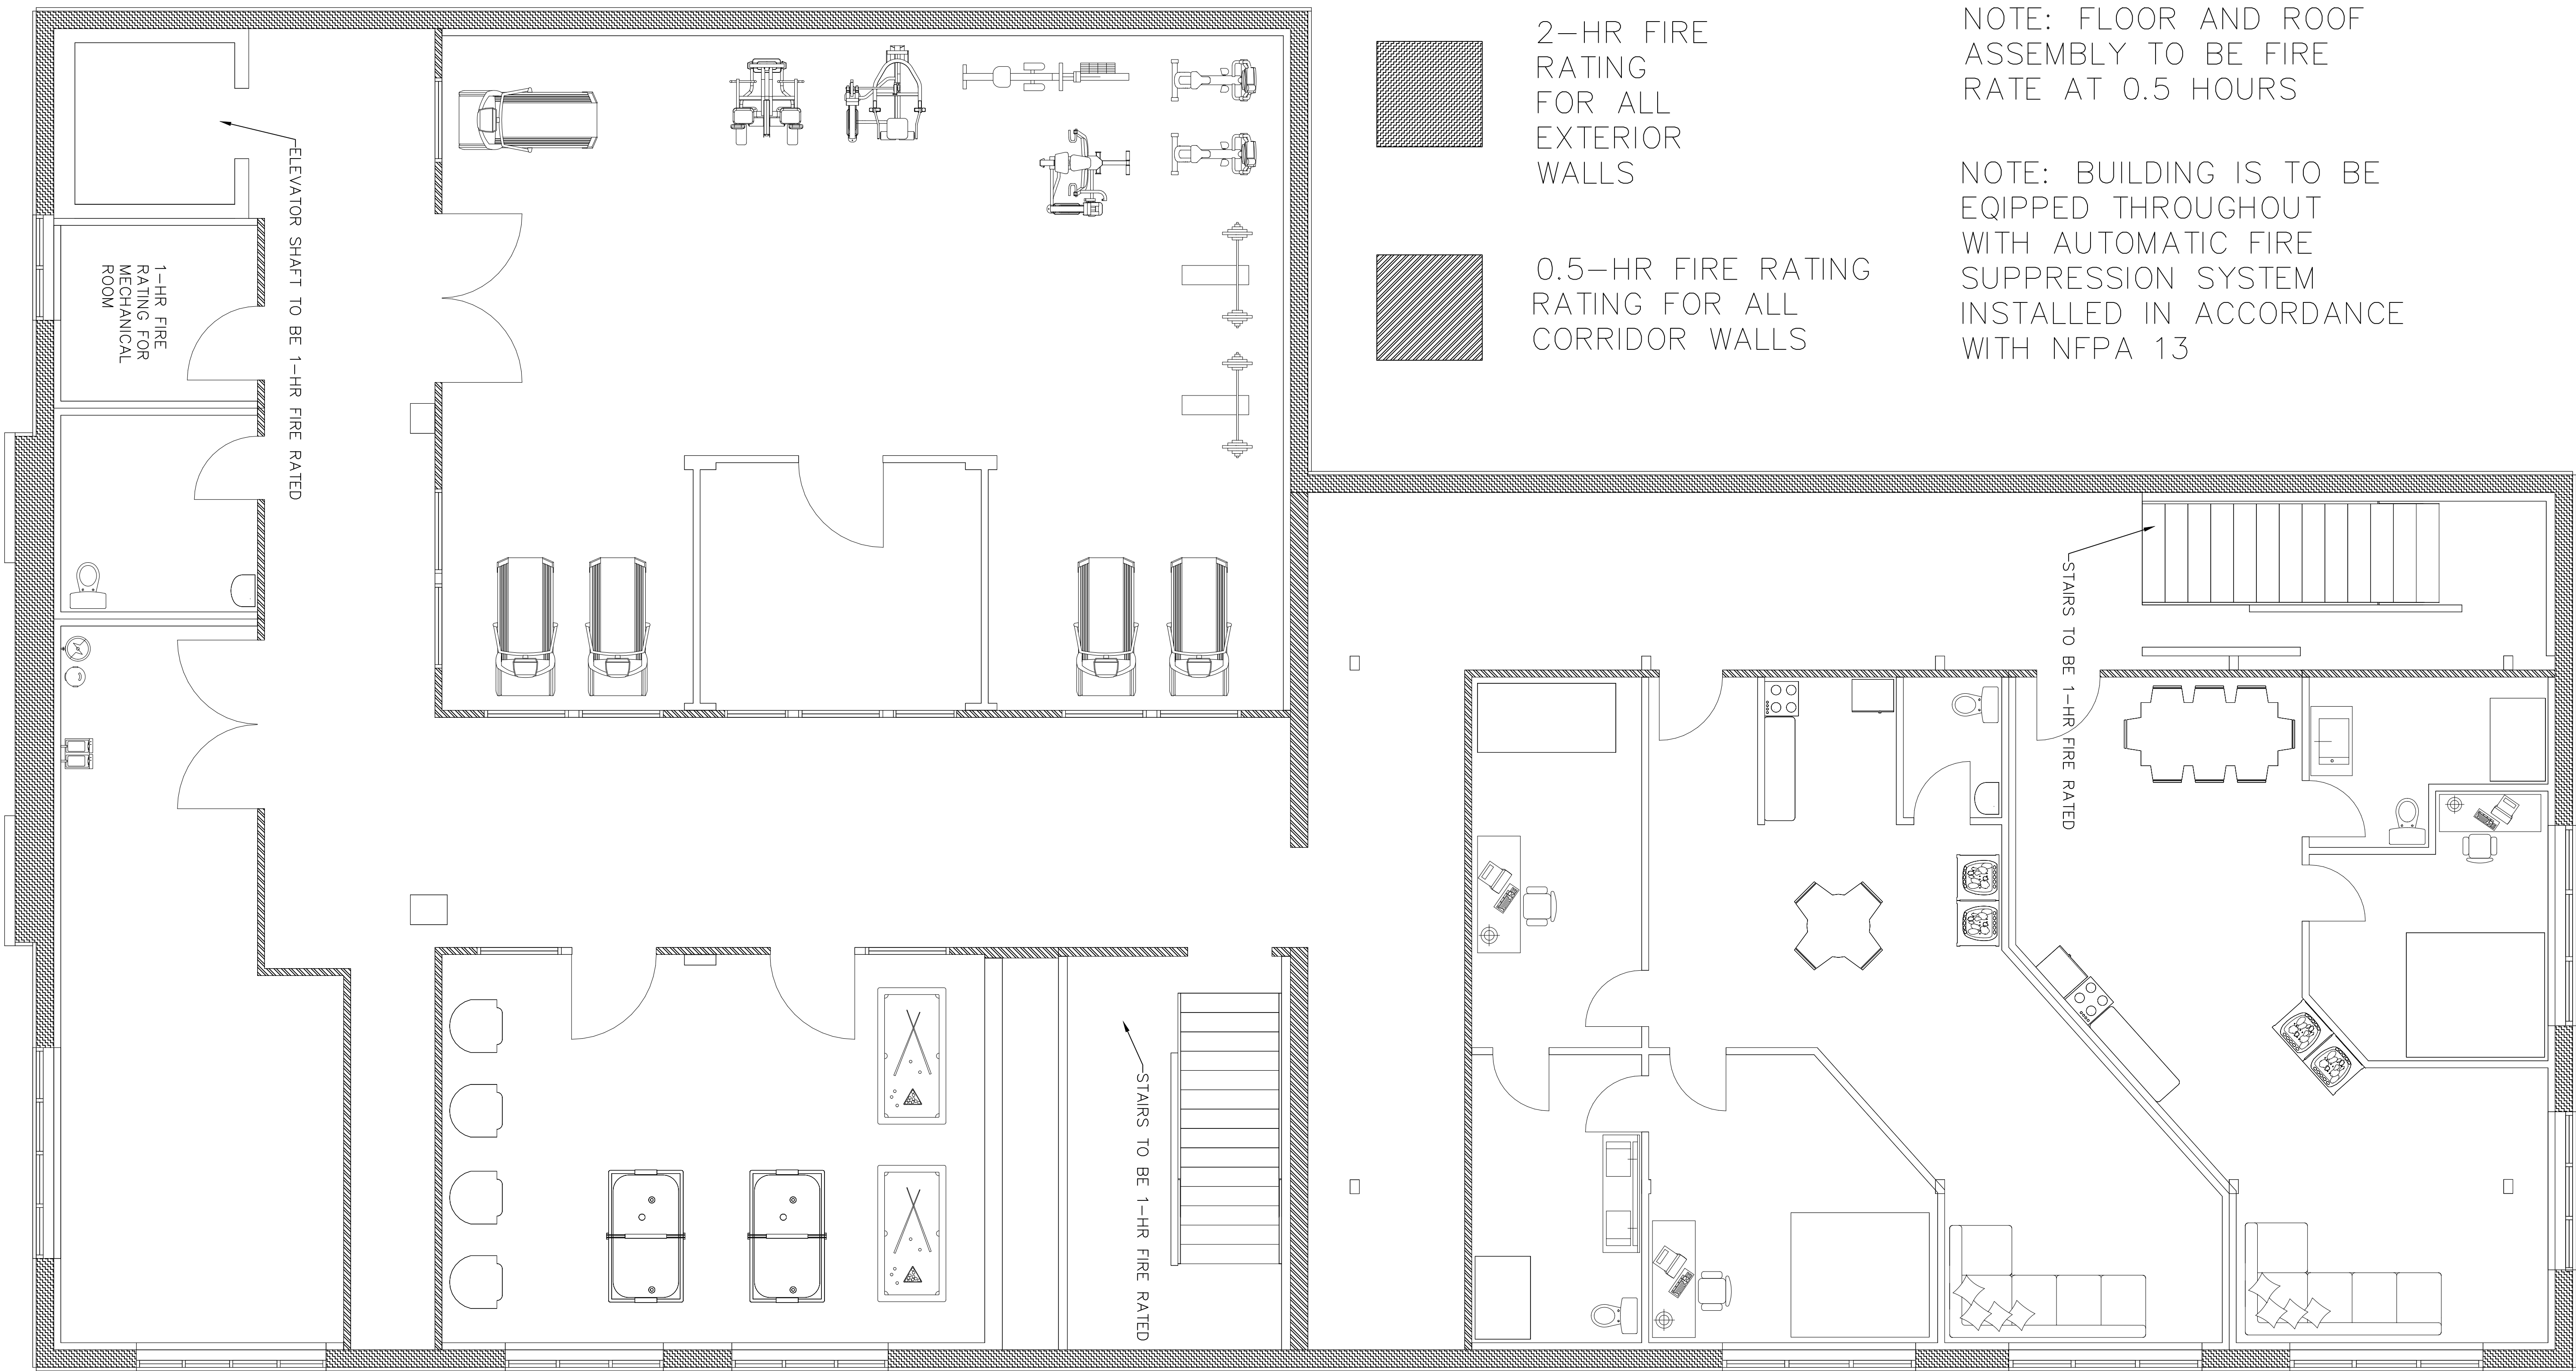 2-HR FIRE
RATING
FOR ALL
EXTERIOR
WALLS
0.5-HR FIRE RATING
RATING FOR ALL
CORRIDOR WALLS
NOTE: FLOOR AND ROOF
ASSEMBLY TO BE FIRE
RATE AT 0.5 HOURS
NOTE: BUILDING IS TO BE
EQIPPED THROUGHOUT
WITH AUTOMATIC FIRE
SUPPRESSION SYSTEM
INSTALLED IN ACCORDANCE
WITH NFPA 13
ELEVATOR SHAFT TO BE 1-HR FIRE RATED
1-HR FIRE
RATING FOR
MECHANICAL
ROOM
STAIRS TO BE 1-HR FIRE RATED
STAIRS TO BE 1-HR FIRE RATED